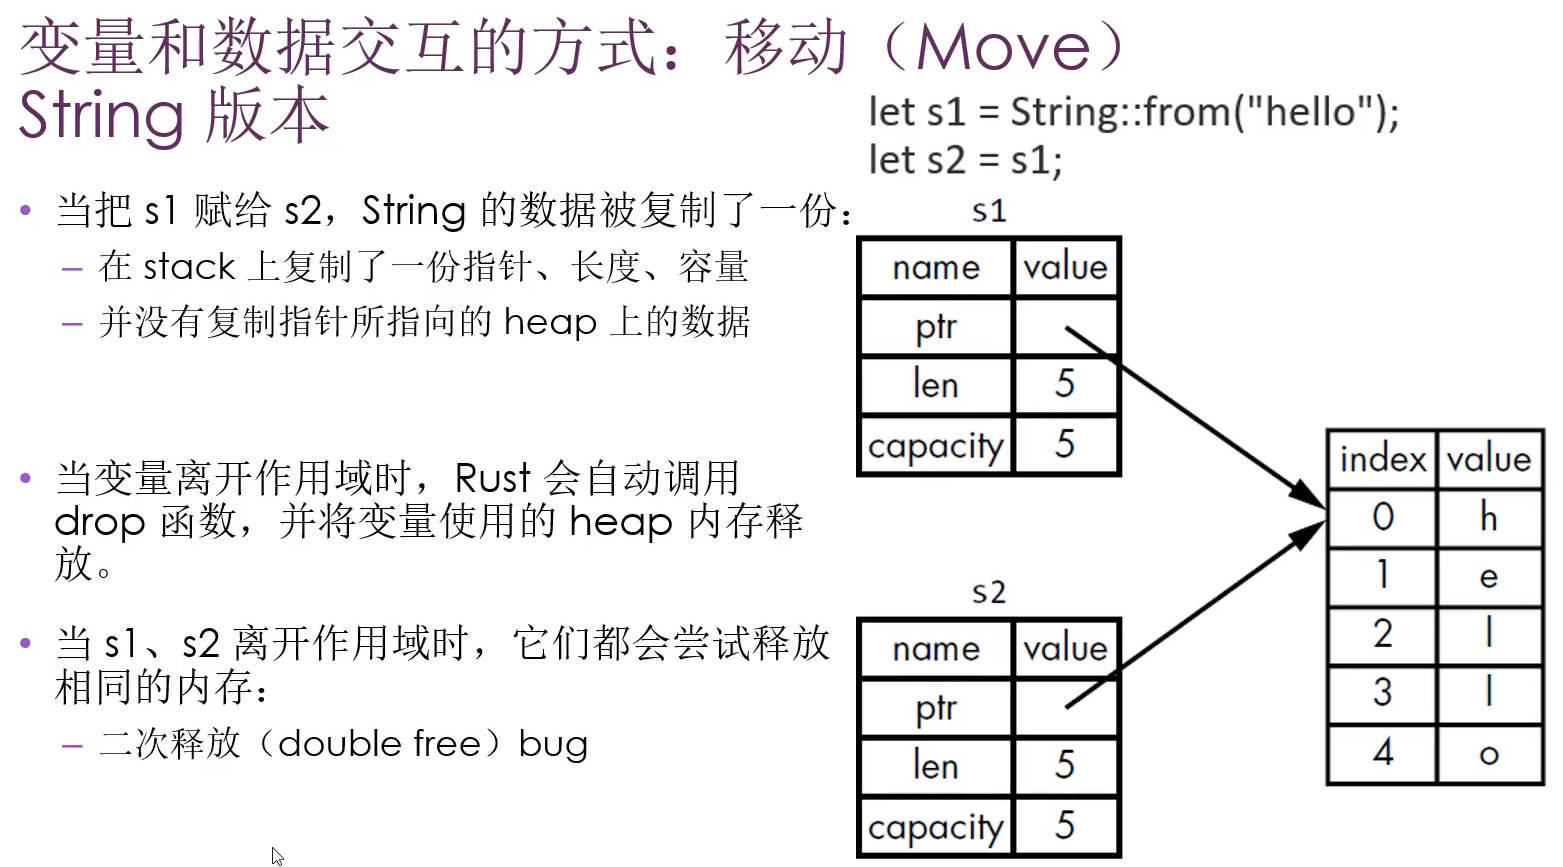 变量和数据交互的方式：移动（Move）
String 版本
let s1 = String::from("hello");
let s2 = s1;
• 当把 s1 赋给 s2，String 的数据被复制了一份：
– 在 stack 上复制了一份指针、长度、容量
– 并没有复制指针所指向的 heap 上的数据
• 当变量离开作用域时，Rust 会自动调用
drop 函数，并将变量使用的 heap 内存释
放。
• 当 s1、s2 离开作用域时，它们都会尝试释放
相同的内存：
– 二次释放（double free）bug
s1
name value
ptr
len 5
capacity 5
s2
name value
ptr
len 5
capacity 5
index value
0 h
1 e
2 l
3 l
4 o